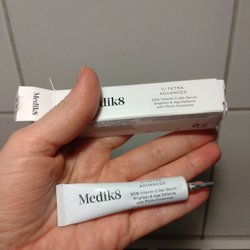 Medik8
C-TETRA
ADVANCED
20% Vitamin C Gel-Serum
Brighten & Age Defence
with Phyto Exosomes
Medik8
C-TETRA
ADVANCED
20% Vitamin C Gel-Serum
Brighten & Age Defence
with Phyto Exosomes